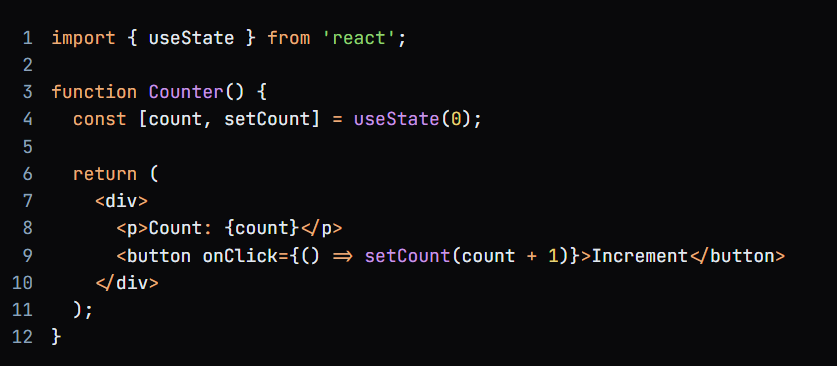 1 import { useState } from 'react';
2
3 function Counter() {
4   const [count, setCount] = useState(0);
5
6   return (
7     <div>
8       <p>Count: {count}</p>
9       <button onClick={() => setCount(count + 1)}>Increment</button>
10     </div>
11   );
12 }